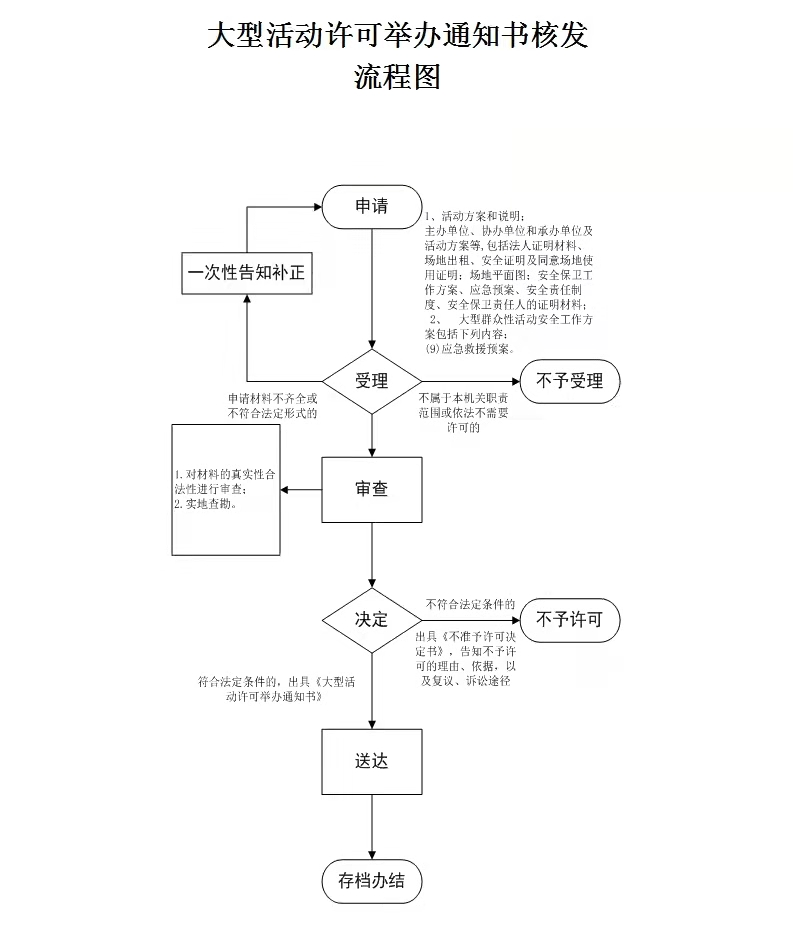 大型活动许可举办通知书核发
流程图
申请
1、活动方案和说明;
主办单位、协办单位和承办单位及
活动方案等,包括法人证明材料、
场地出租、安全证明及同意场地使
用证明; 场地平面图; 安全保卫工
作方案、应急预案、安全责任制
度、安全保卫责任人的证明材料;
2、 大型群众性活动安全工作方
案包括下列内容:
(9)应急救援预案。
一次性告知补正
受理
不予受理
申请材料不齐全或
不符合法定形式的
不属于本机关职责
范围或依法不需要
许可的
1.对材料的真实性合
法性进行审查;
2.实地查勘。
审查
决定
不符合法定条件的
不予许可
出具《不准予许可决
定书》, 告知不予许
可的理由、依据, 以
及复议、诉讼途径
符合法定条件的, 出具《大型活
动许可举办通知书》
送达
存档办结